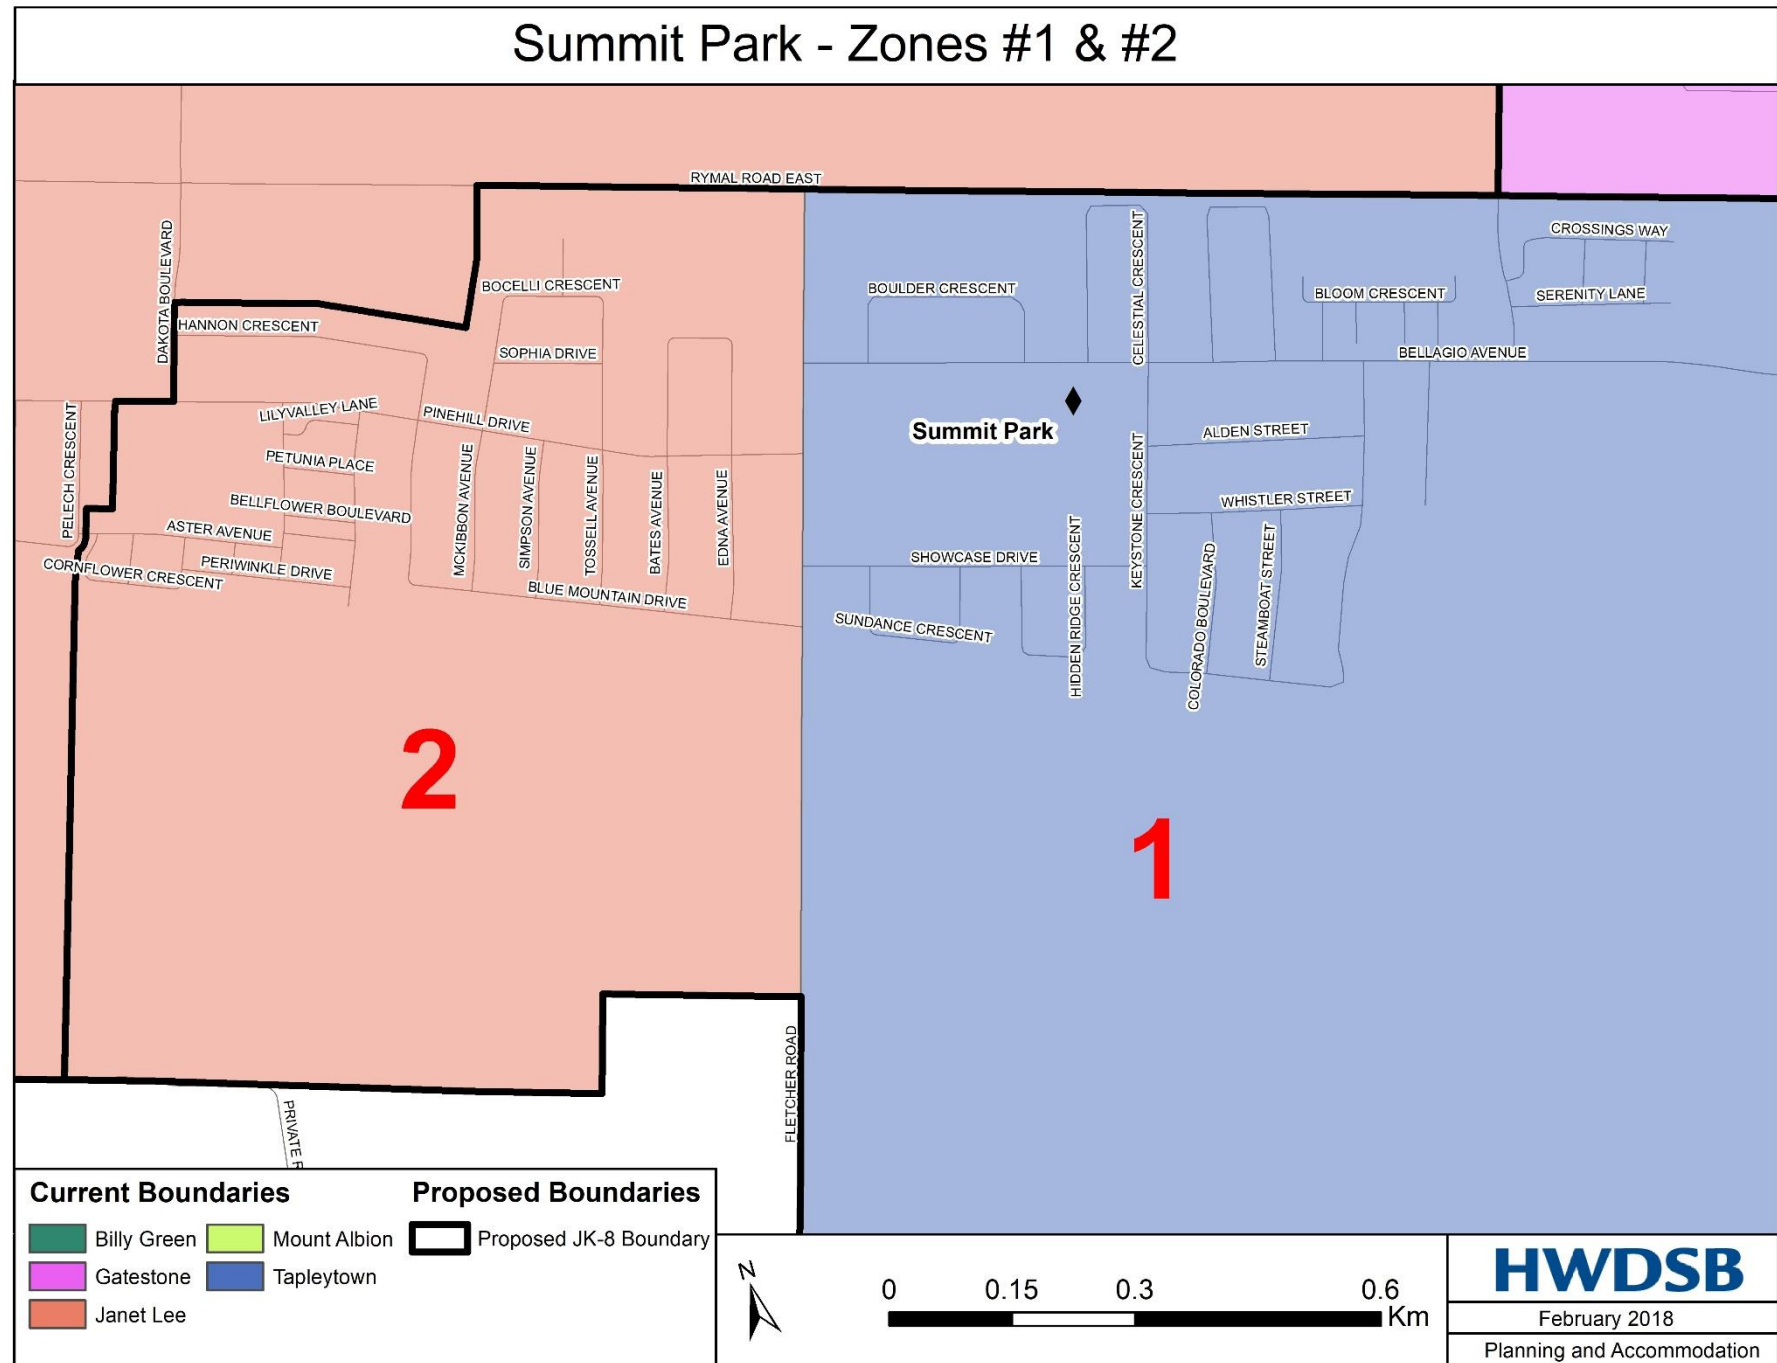 Summit Park - Zones #1 & #2
RYMAL ROAD EAST
DAKOTA BOULEVARD
CELESTIAL CRESCENT
CROSSINGS WAY
BOCELLI CRESCENT
BOULDER CRESCENT
BLOOM CRESCENT
SERENITY LANE
HANNON CRESCENT
SOPHIA DRIVE
BELLAGIO AVENUE
LILYVALLEY LANE
PINEHILL DRIVE
Summit Park
ALDEN STREET
PELECH CRESCENT
PETUNIA PLACE
MCKIBBON AVENUE
SIMPSON AVENUE
TOSSELL AVENUE
BATES AVENUE
EDNA AVENUE
KEYSTONE CRESCENT
BELLFLOWER BOULEVARD
WHISTLER STREET
ASTER AVENUE
HIDDEN RIDGE CRESCENT
COLORADO BOULEVARD
STEAMBOAT STREET
SHOWCASE DRIVE
PERIWINKLE DRIVE
CORNFLOWER CRESCENT
BLUE MOUNTAIN DRIVE
SUNDANCE CRESCENT
2
1
FLETCHER ROAD
PRIVATE R
Current Boundaries
Proposed Boundaries
Billy Green
Mount Albion
Proposed JK-8 Boundary
Gatestone
Tapleytown
Janet Lee
N
0 0.15 0.3 0.6
Km
HWDSB
February 2018
Planning and Accommodation